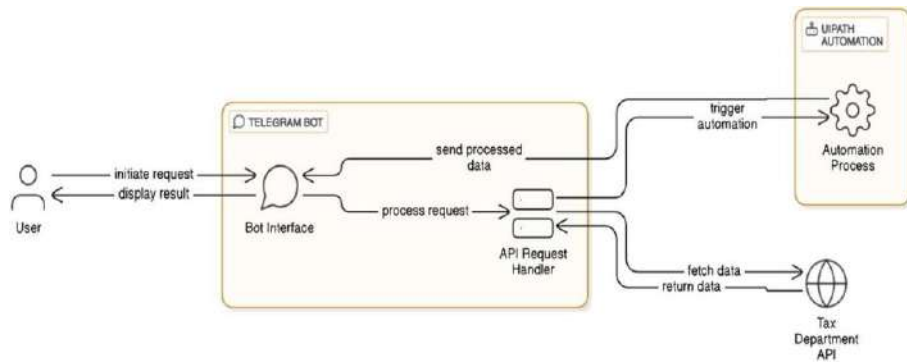 UIPATH
AUTOMATION
TELEGRAM BOT
trigger
automation
send processed
data
Automation
Process
initiate request
display result
process request
User
Bot Interface
API Request
Handler
fetch data
return data
Tax
Department
API